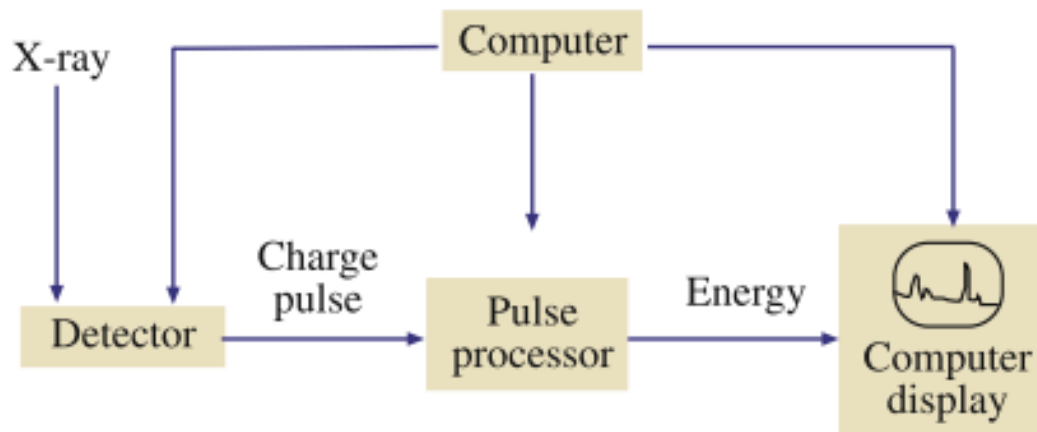 Computer
X-ray
Charge
pulse
Energy
Detector
Pulse
processor
Computer
display